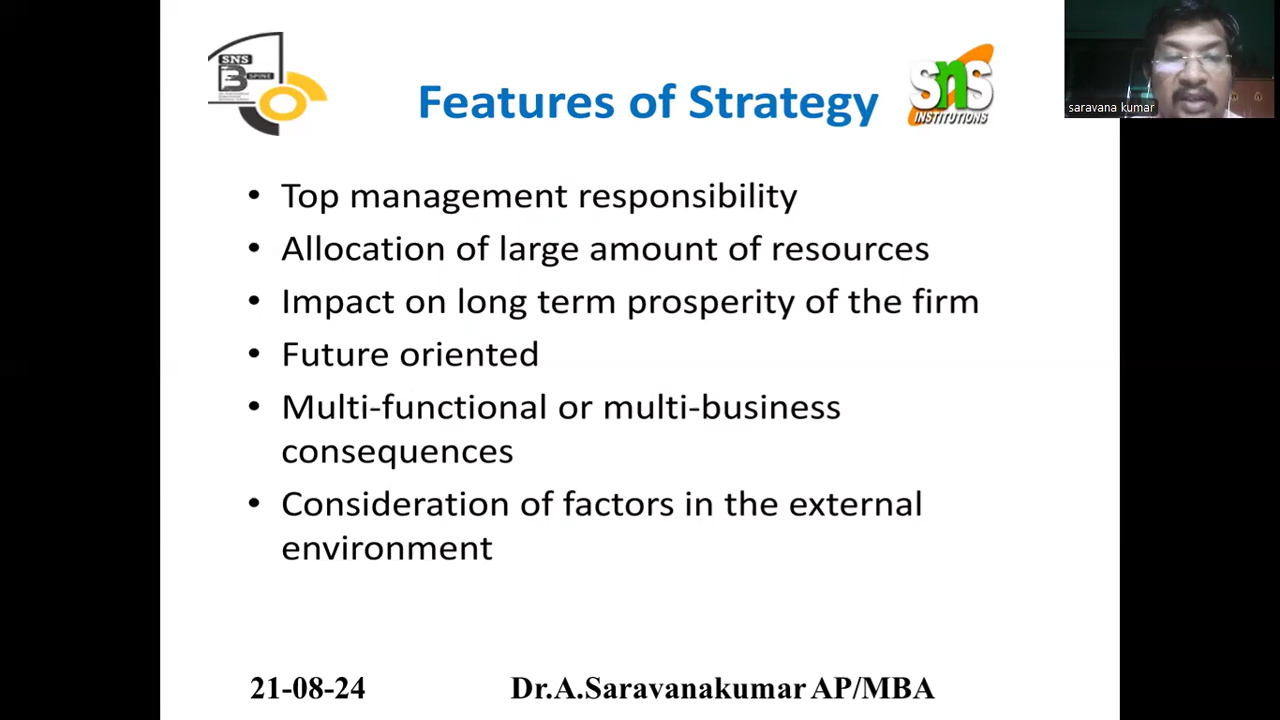 SNS
B SPINE
Features of Strategy
SNS
INSTITUTIONS
saravana kumar
• Top management responsibility
• Allocation of large amount of resources
• Impact on long term prosperity of the firm
• Future oriented
• Multi-functional or multi-business
consequences
• Consideration of factors in the external
environment
21-08-24 Dr.A.Saravanakumar AP/MBA